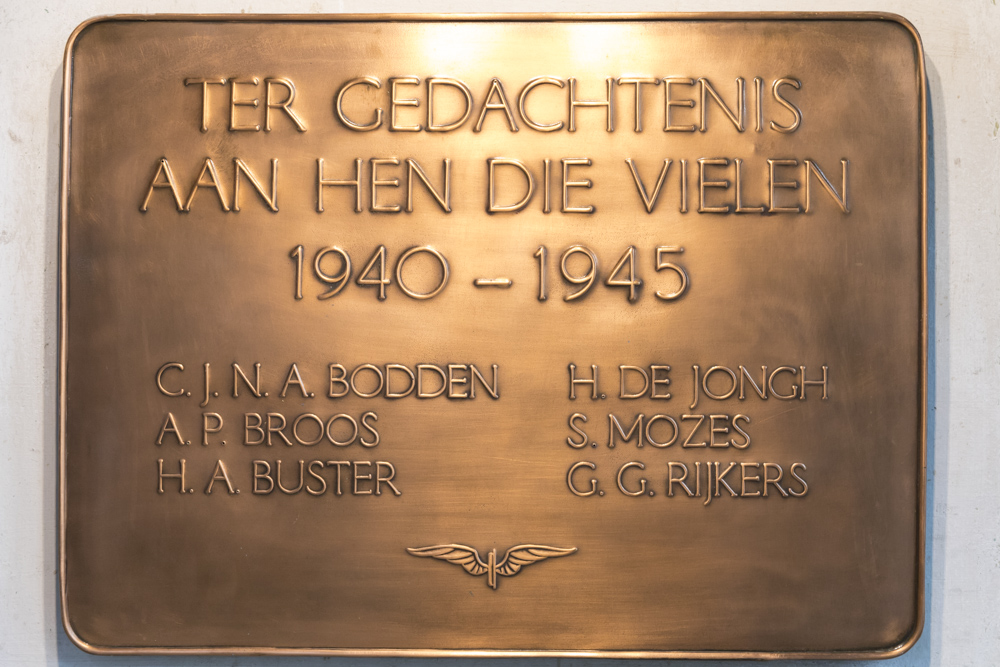 TER GEDACHTENIS
AAN HEN DIE VIELEN
1940 – 1945
C. J. N. A. BODDEN
A. P. BROOS
H. A. BUSTER
H. DE JONGH
S. MOZES
G. G. RIJKERS